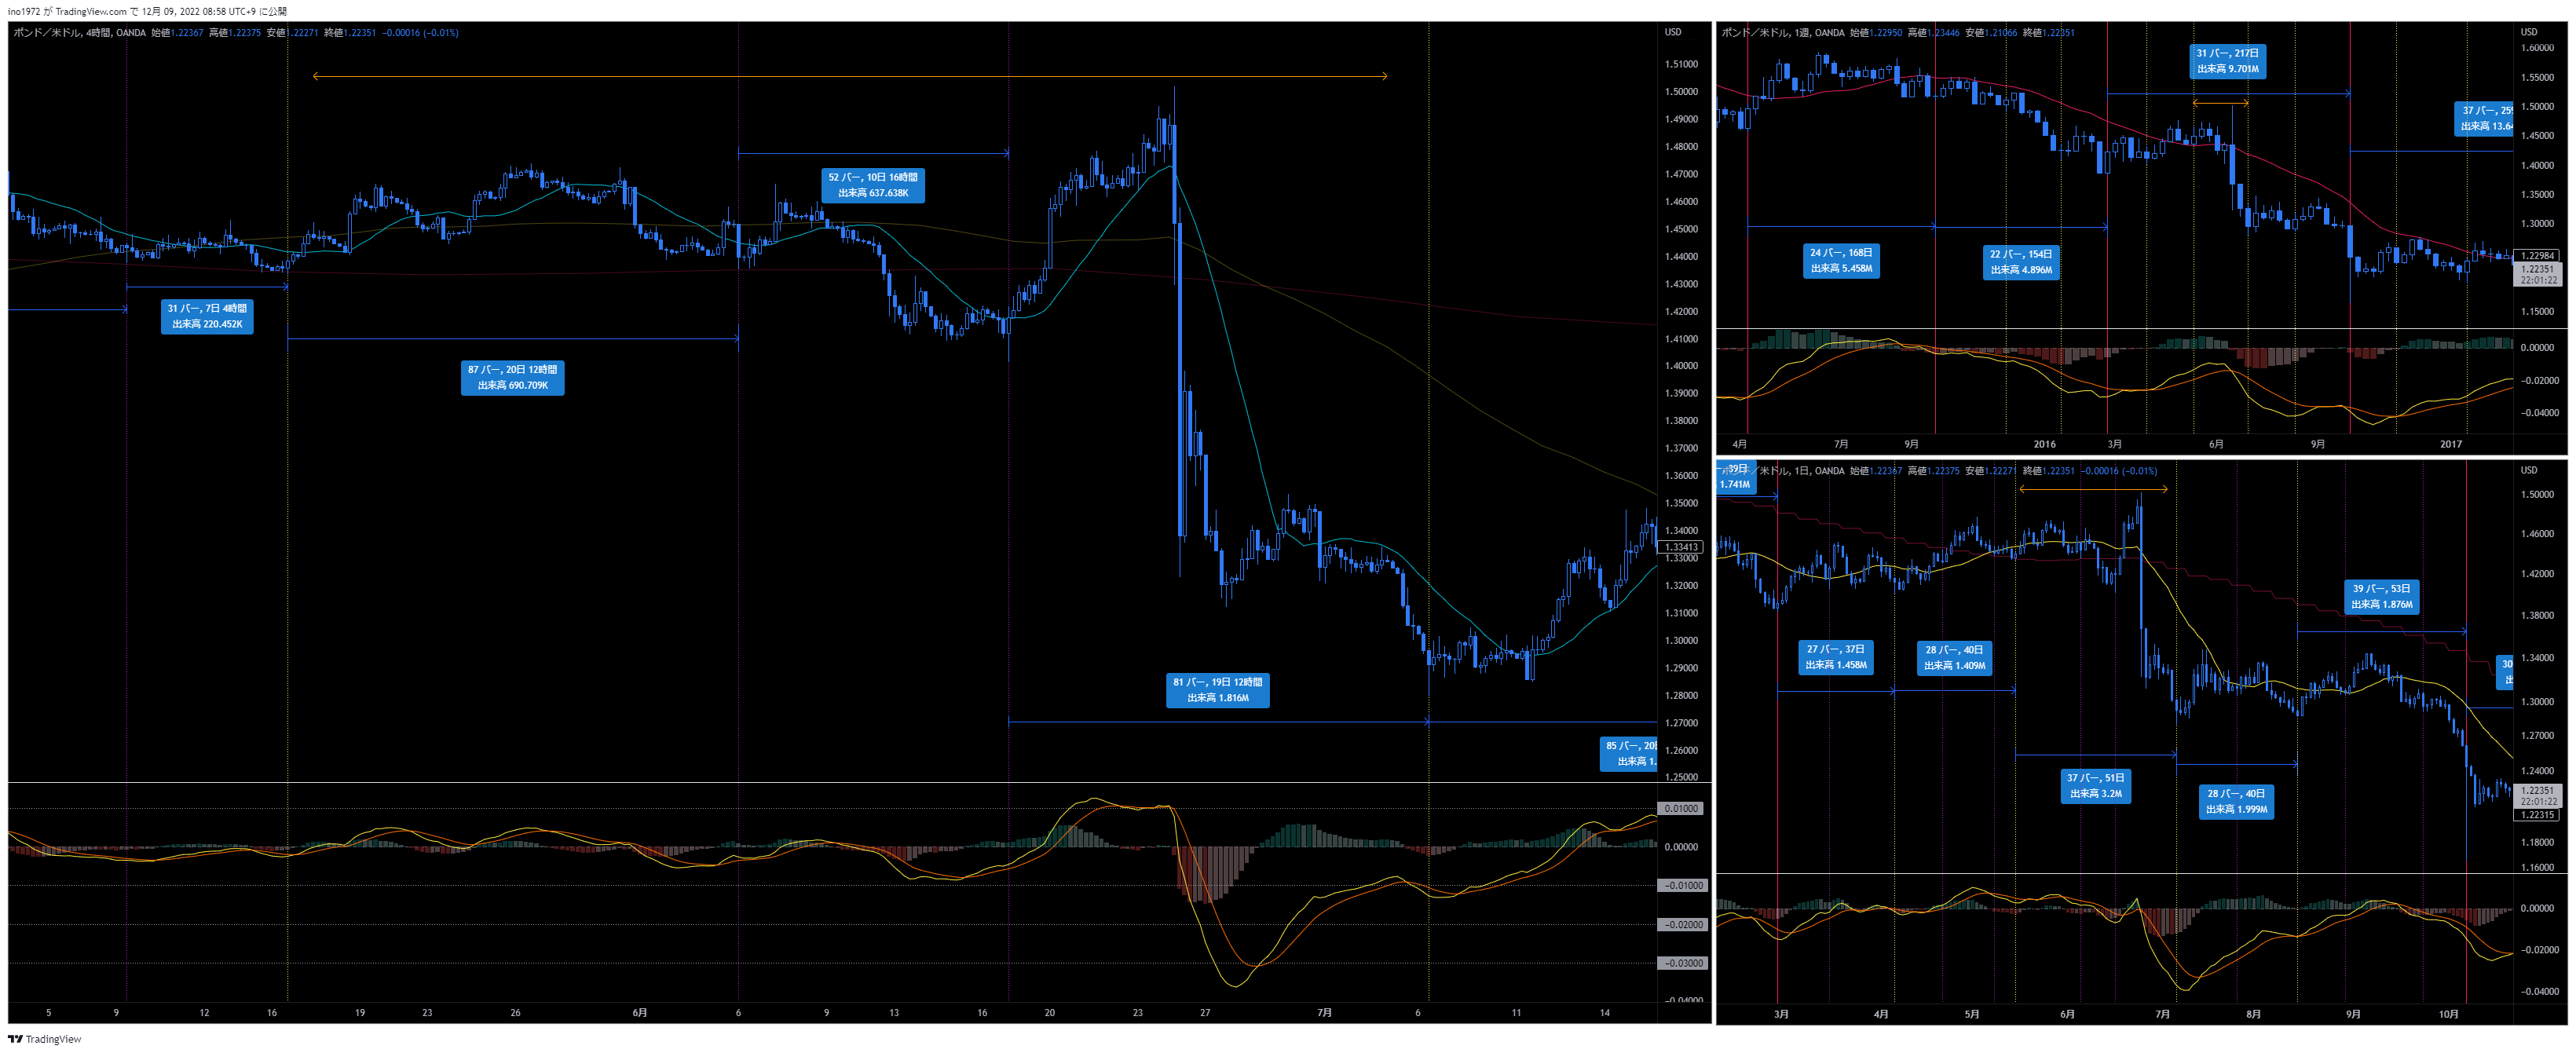 ino1972 が TradingView.com で 12月 09, 2022 08:58 UTC+9 に公開
ポンド／米ドル, 4時間, OANDA 始値1.22367 高値1.22375 安値1.22271 終値1.22351 −0.00016 (−0.01%)
USD
1.51000
1.50000
1.49000
1.48000
1.47000
1.46000
1.45000
1.44000
1.43000
1.42000
1.41000
1.40000
1.39000
1.38000
1.37000
1.36000
1.35000
1.34000
1.33413
1.33000
1.32000
1.31000
1.30000
1.29000
1.28000
1.27000
1.26000
1.25000
52 バー, 10日 16時間
出来高 637.638K
31 バー, 7日 4時間
出来高 220.452K
87 バー, 20日 12時間
出来高 690.709K
81 バー, 19日 12時間
出来高 1.816M
85 バー, 20
出来高 1.
0.01000
0.00000
−0.01000
−0.02000
−0.03000
−0.04000
5 9 12 16 19 23 26 6月 6 9 13 16 20 23 27 7月 6 11 14
ポンド／米ドル, 1週, OANDA 始値1.22950 高値1.23446 安値1.21066 終値1.22351
USD
1.60000
1.55000
1.50000
1.45000
1.40000
1.35000
1.30000
1.22984
1.22351
22:01:22
1.15000
31 バー, 217日
出来高 9.701M
37 バー, 259
出来高 13.64
24 バー, 168日
出来高 5.458M
22 バー, 154日
出来高 4.896M
0.00000
−0.02000
−0.04000
4月 7月 9月 2016 3月 6月 9月 2017
ポンド／米ドル, 1日, OANDA 始値1.22367 高値1.22375 安値1.22271 終値1.22351 −0.00016 (−0.01%)
39日
1.741M
USD
1.50000
1.46000
1.42000
1.38000
1.34000
1.30000
1.27000
1.24000
1.22351
22:01:22
1.22315
1.18000
1.16000
39 バー, 53日
出来高 1.876M
27 バー, 37日
出来高 1.458M
28 バー, 40日
出来高 1.409M
30
出
37 バー, 51日
出来高 3.2M
28 バー, 40日
出来高 1.999M
0.00000
−0.02000
−0.04000
3月 4月 5月 6月 7月 8月 9月 10月
TradingView